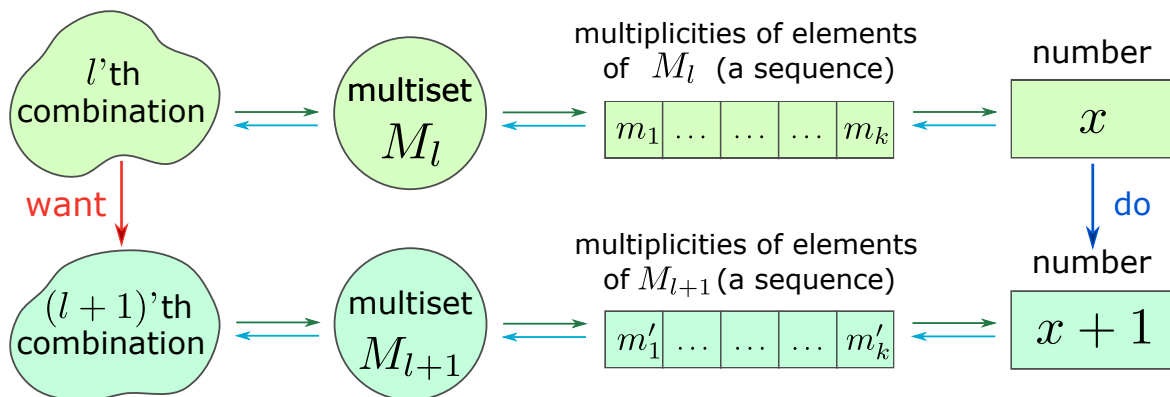 l'th
combination
multiset
M_l
multiplicities of elements
of M_l (a sequence)
m_1 … … … m_k
number
x
want
do
(l + 1)'th
combination
multiset
M_{l+1}
multiplicities of elements
of M_{l+1} (a sequence)
m'_1 … … … m'_k
number
x + 1